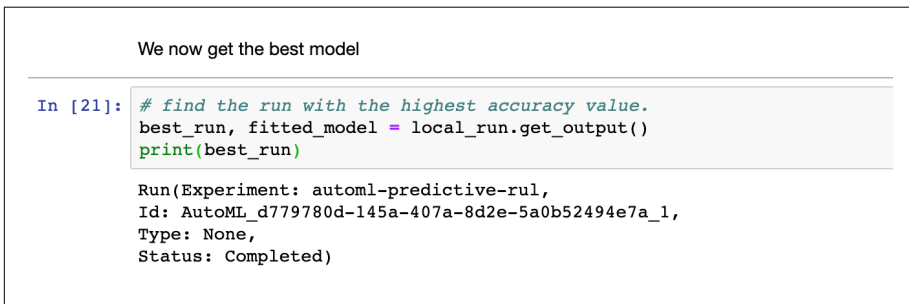 We now get the best model
In [21]: # find the run with the highest accuracy value.
best_run, fitted_model = local_run.get_output()
print(best_run)
Run(Experiment: automl-predictive-rul,
Id: AutoML_d779780d-145a-407a-8d2e-5a0b52494e7a_1,
Type: None,
Status: Completed)